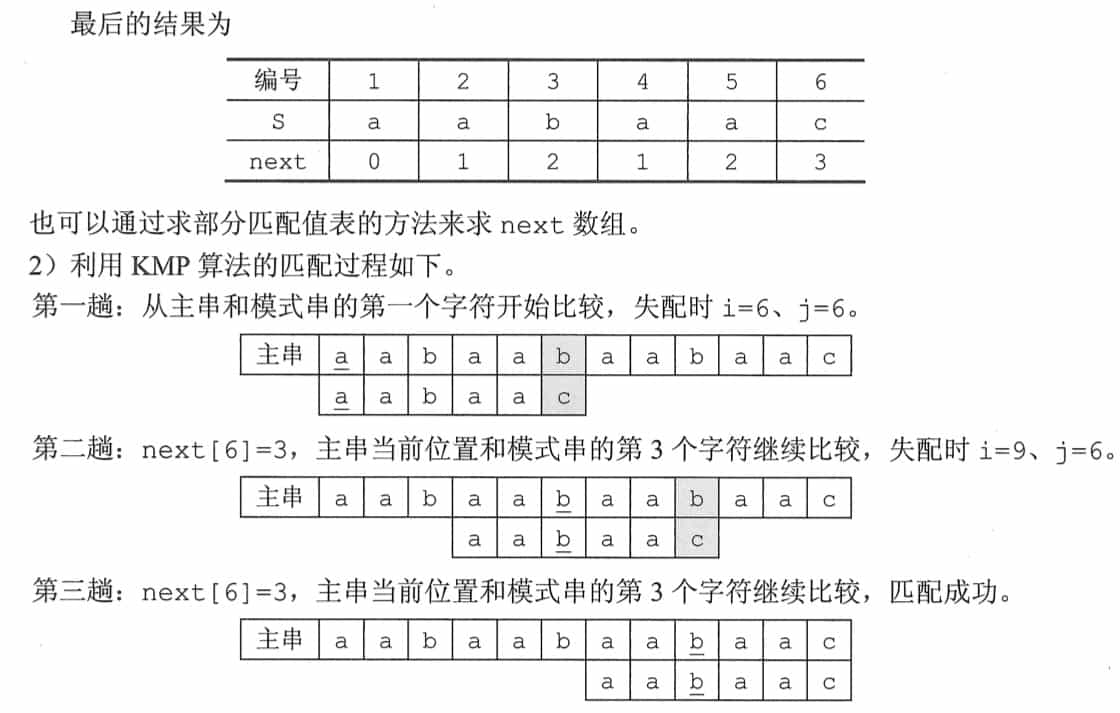 最后的结果为
编号 1 2 3 4 5 6
S a a b a a c
next 0 1 2 1 2 3
也可以通过求部分匹配值表的方法来求 next 数组。
2）利用 KMP 算法的匹配过程如下。
第一趟：从主串和模式串的第一个字符开始比较，失配时 i=6、j=6。
主串 a a b a a b a a b a a c
a a b a a c
第二趟：next[6]=3，主串当前位置和模式串的第 3 个字符继续比较，失配时 i=9、j=6。
主串 a a b a a b a a b a a c
a a b a a c
第三趟：next[6]=3，主串当前位置和模式串的第 3 个字符继续比较，匹配成功。
主串 a a b a a b a a b a a c
a a b a a c